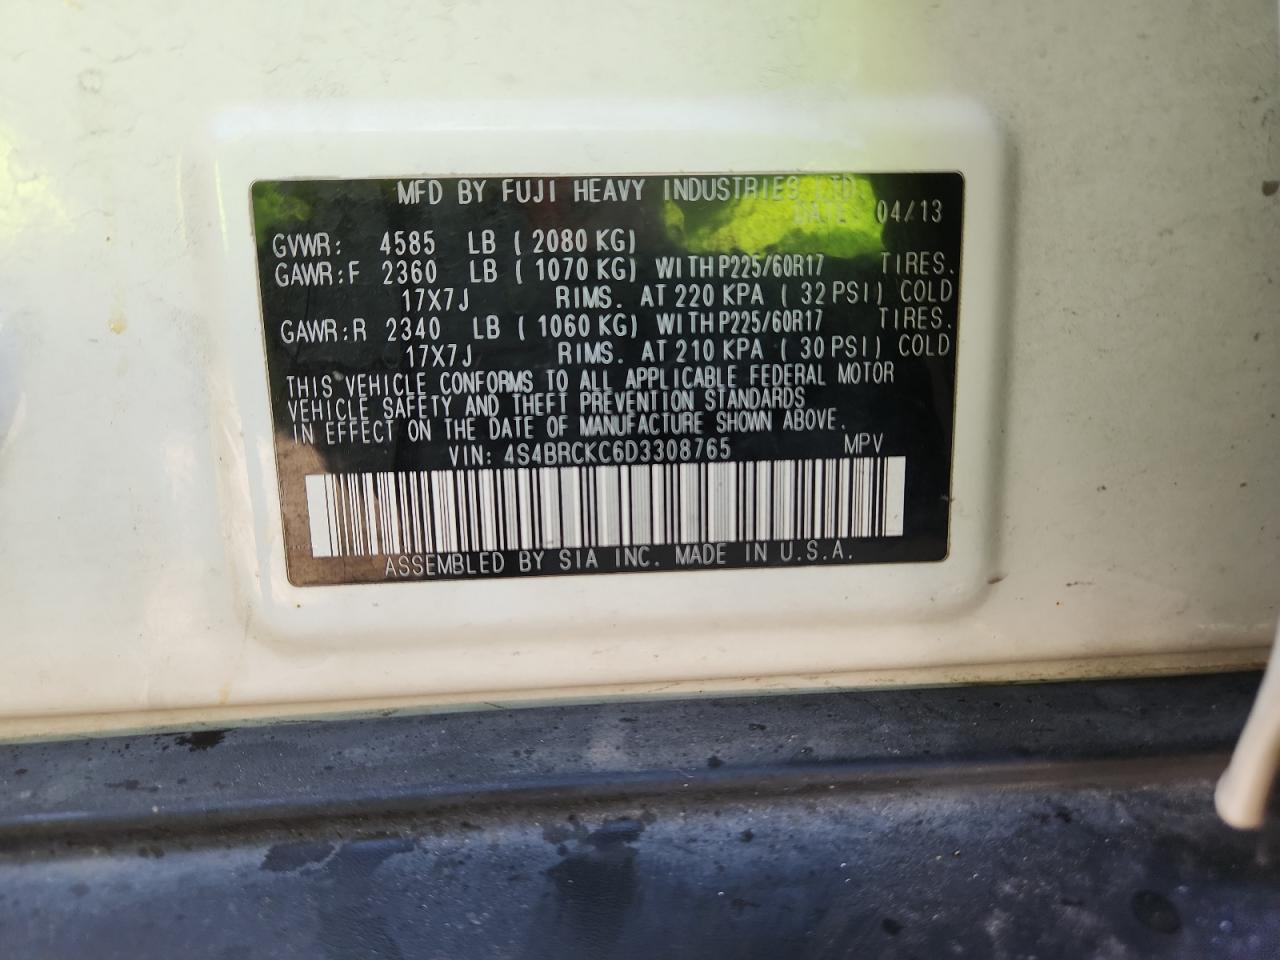 MFD BY FUJI HEAVY INDUSTRIES LTD.
DATE 04/13
GVWR: 4585 LB ( 2080 KG)
GAWR:F 2360 LB ( 1070 KG) WITH P225/60R17 TIRES.
17X7J RIMS. AT 220 KPA ( 32 PSI) COLD
GAWR:R 2340 LB ( 1060 KG) WITH P225/60R17 TIRES.
17X7J RIMS. AT 210 KPA ( 30 PSI) COLD
THIS VEHICLE CONFORMS TO ALL APPLICABLE FEDERAL MOTOR
VEHICLE SAFETY AND THEFT PREVENTION STANDARDS
IN EFFECT ON THE DATE OF MANUFACTURE SHOWN ABOVE.
VIN: 4S4BRCKC6D3308765 MPV
ASSEMBLED BY SIA INC. MADE IN U.S.A.